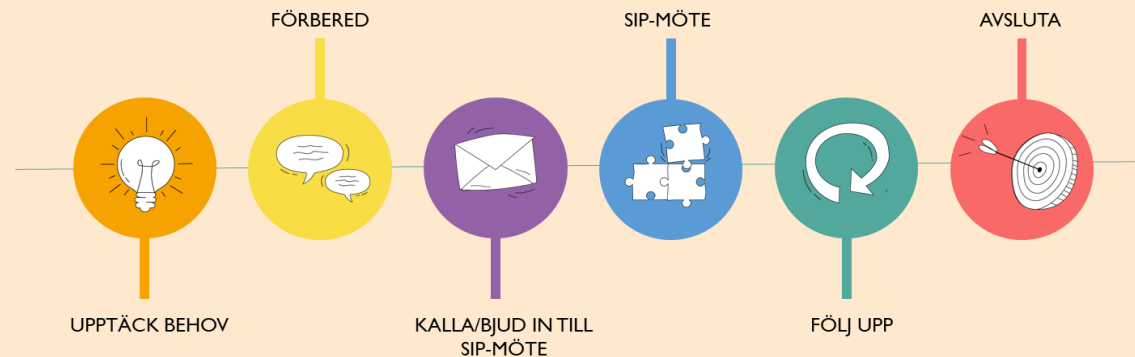 FÖRBERED
SIP-MÖTE
AVSLUTA
UPPTÄCK BEHOV
KALLA/BJUD IN TILL
SIP-MÖTE
FÖLJ UPP